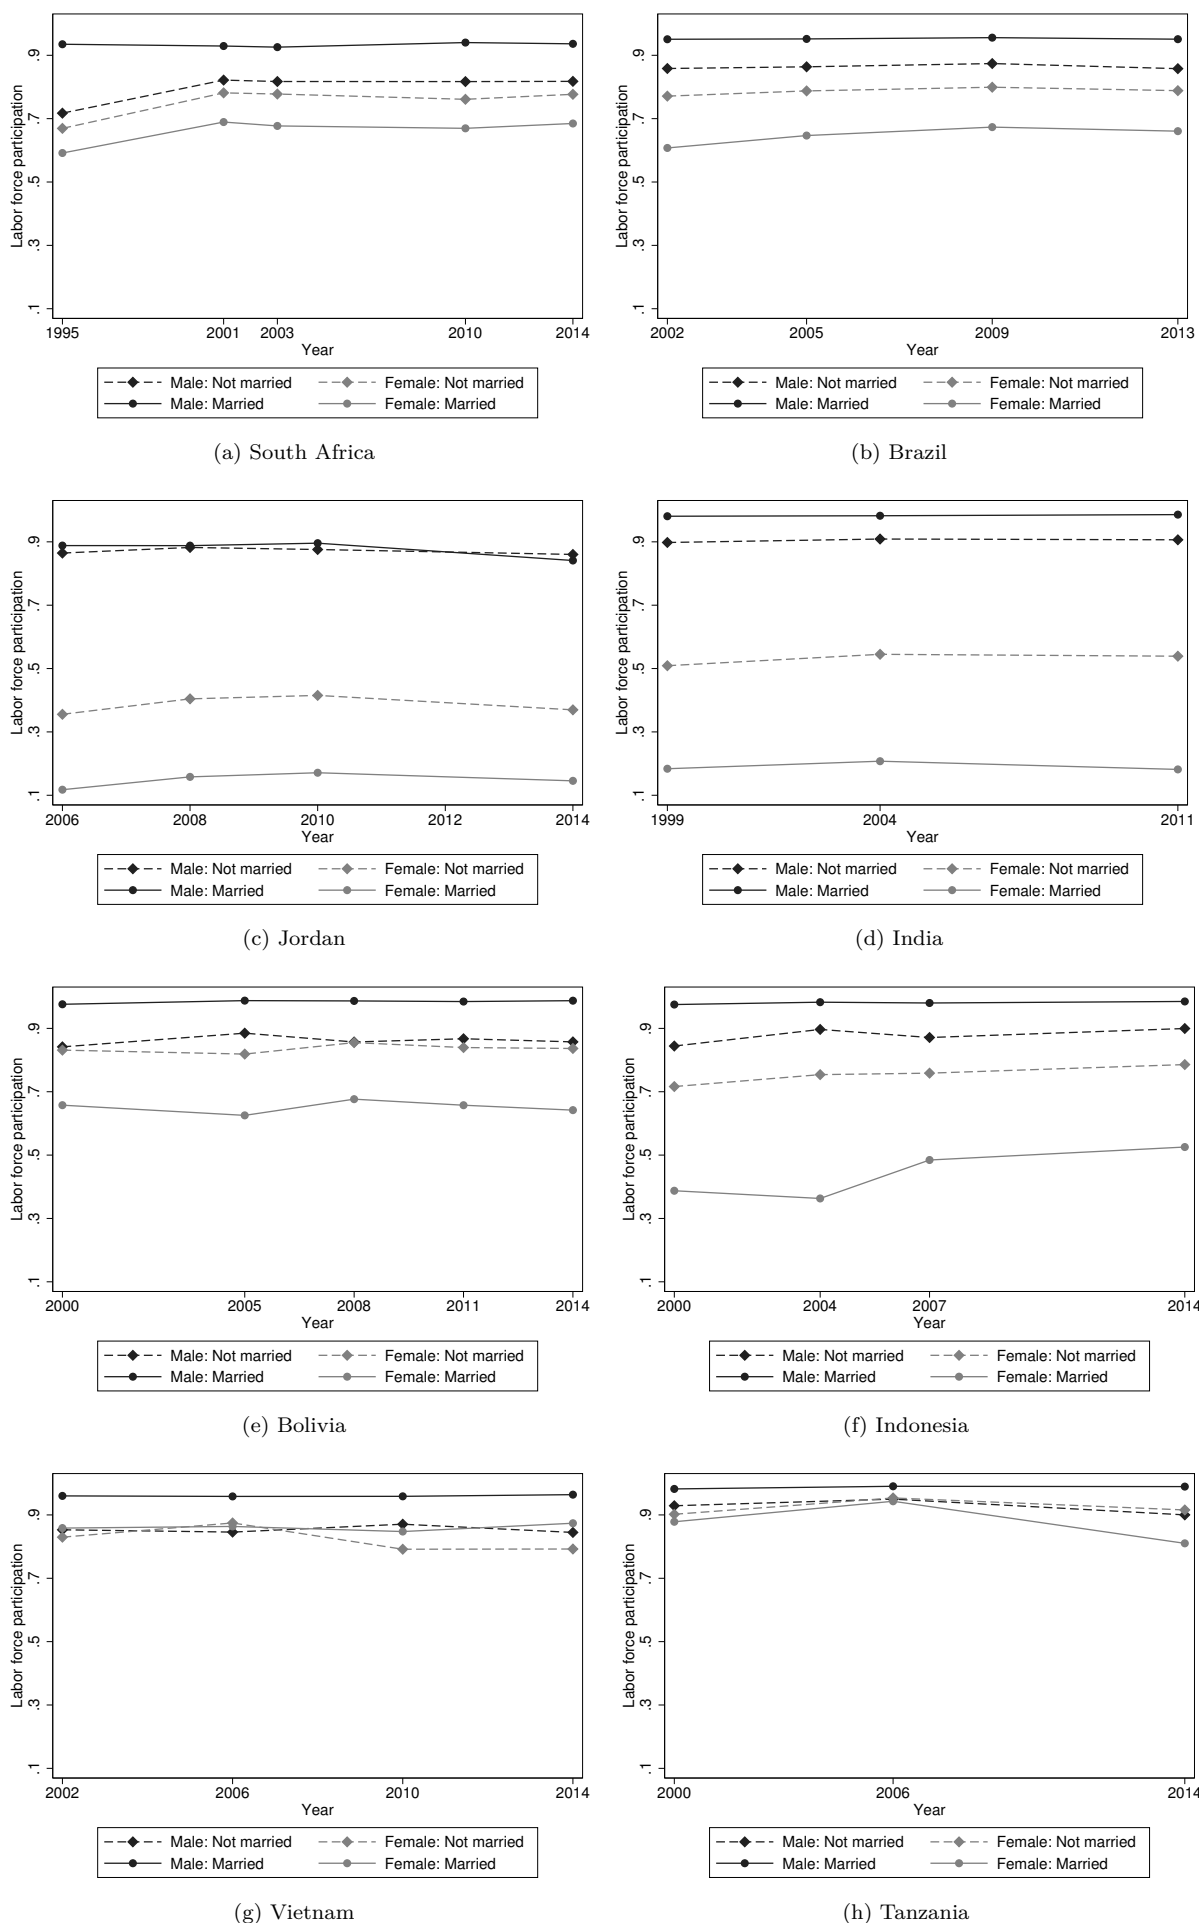 Labor force participation
.9
.7
.5
.3
.1
1995 2001 2003 2010 2014
Year
Male: Not married Female: Not married
Male: Married Female: Married
(a) South Africa
Labor force participation
.9
.7
.5
.3
.1
2002 2005 2009 2013
Year
Male: Not married Female: Not married
Male: Married Female: Married
(b) Brazil
Labor force participation
.9
.7
.5
.3
.1
2006 2008 2010 2012 2014
Year
Male: Not married Female: Not married
Male: Married Female: Married
(c) Jordan
Labor force participation
.9
.7
.5
.3
.1
1999 2004 2011
Year
Male: Not married Female: Not married
Male: Married Female: Married
(d) India
Labor force participation
.9
.7
.5
.3
.1
2000 2005 2008 2011 2014
Year
Male: Not married Female: Not married
Male: Married Female: Married
(e) Bolivia
Labor force participation
.9
.7
.5
.3
.1
2000 2004 2007 2014
Year
Male: Not married Female: Not married
Male: Married Female: Married
(f) Indonesia
Labor force participation
.9
.7
.5
.3
.1
2002 2006 2010 2014
Year
Male: Not married Female: Not married
Male: Married Female: Married
(g) Vietnam
Labor force participation
.9
.7
.5
.3
.1
2000 2006 2014
Year
Male: Not married Female: Not married
Male: Married Female: Married
(h) Tanzania